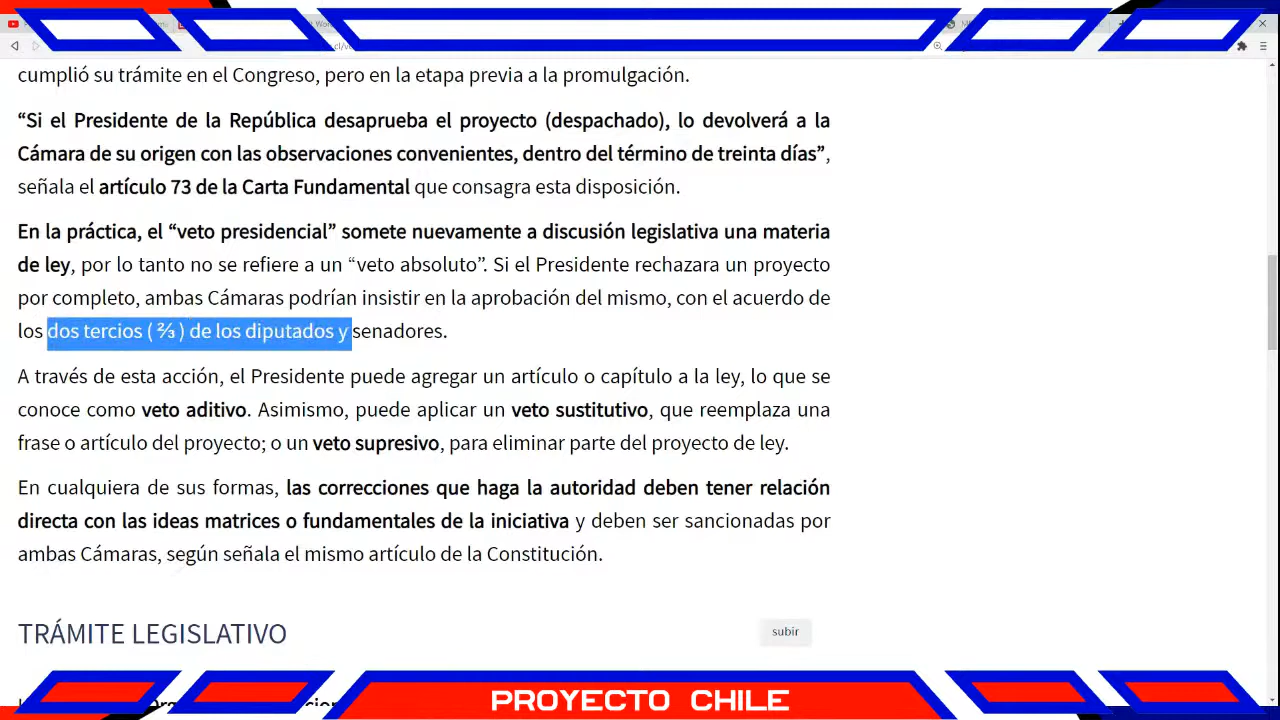 cumplió su trámite en el Congreso, pero en la etapa previa a la promulgación.
“Si el Presidente de la República desaprueba el proyecto (despachado), lo devolverá a la
Cámara de su origen con las observaciones convenientes, dentro del término de treinta días”,
señala el artículo 73 de la Carta Fundamental que consagra esta disposición.
En la práctica, el “veto presidencial” somete nuevamente a discusión legislativa una materia
de ley, por lo tanto no se refiere a un “veto absoluto”. Si el Presidente rechazara un proyecto
por completo, ambas Cámaras podrían insistir en la aprobación del mismo, con el acuerdo de
los dos tercios ( ⅔ ) de los diputados y senadores.
A través de esta acción, el Presidente puede agregar un artículo o capítulo a la ley, lo que se
conoce como veto aditivo. Asimismo, puede aplicar un veto sustitutivo, que reemplaza una
frase o artículo del proyecto; o un veto supresivo, para eliminar parte del proyecto de ley.
En cualquiera de sus formas, las correcciones que haga la autoridad deben tener relación
directa con las ideas matrices o fundamentales de la iniciativa y deben ser sancionadas por
ambas Cámaras, según señala el mismo artículo de la Constitución.
TRÁMITE LEGISLATIVO
subir
PROYECTO CHILE